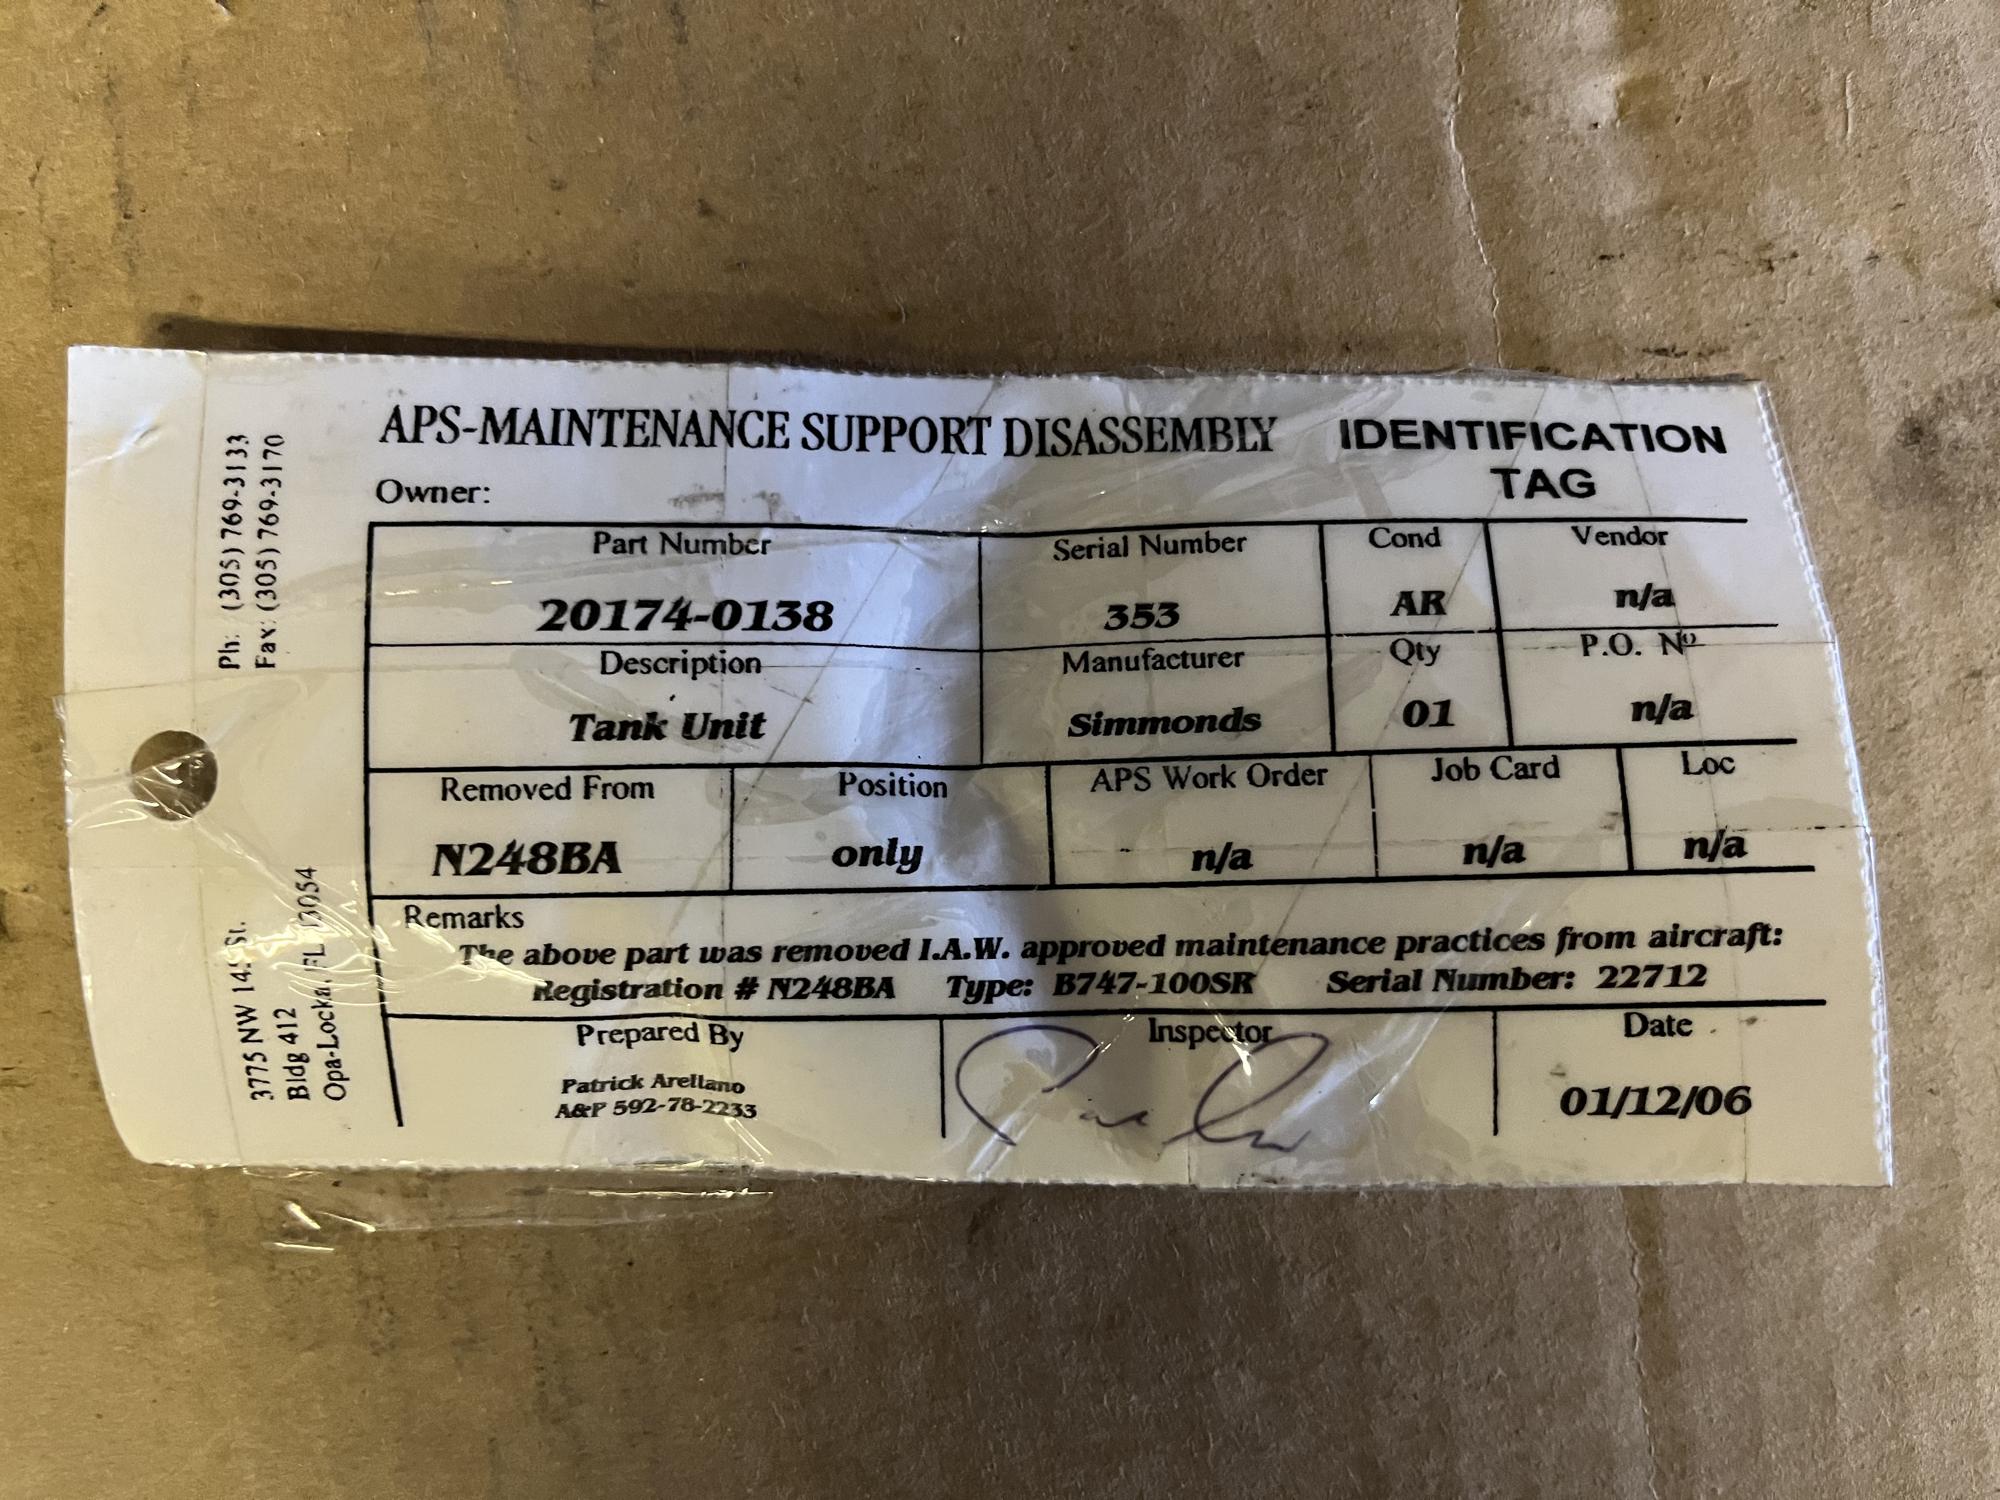 APS-MAINTENANCE SUPPORT DISASSEMBLY IDENTIFICATION TAG
Owner:
Part Number Serial Number Cond Vendor
20174-0138 353 AR n/a
Description Manufacturer Qty P.O. Nº
Tank Unit Simmonds 01 n/a
Removed From Position APS Work Order Job Card Loc
N248BA only n/a n/a n/a
Remarks
The above part was removed I.A.W. approved maintenance practices from aircraft:
Registration # N248BA Type: B747-100SR Serial Number: 22712
Prepared By Inspector Date
Patrick Arellano
A&P 592-78-2233
01/12/06
Ph: (305) 769-3133
Fax: (305) 769-3170
3775 NW St.
Bldg 412
Opa-Locka, FL